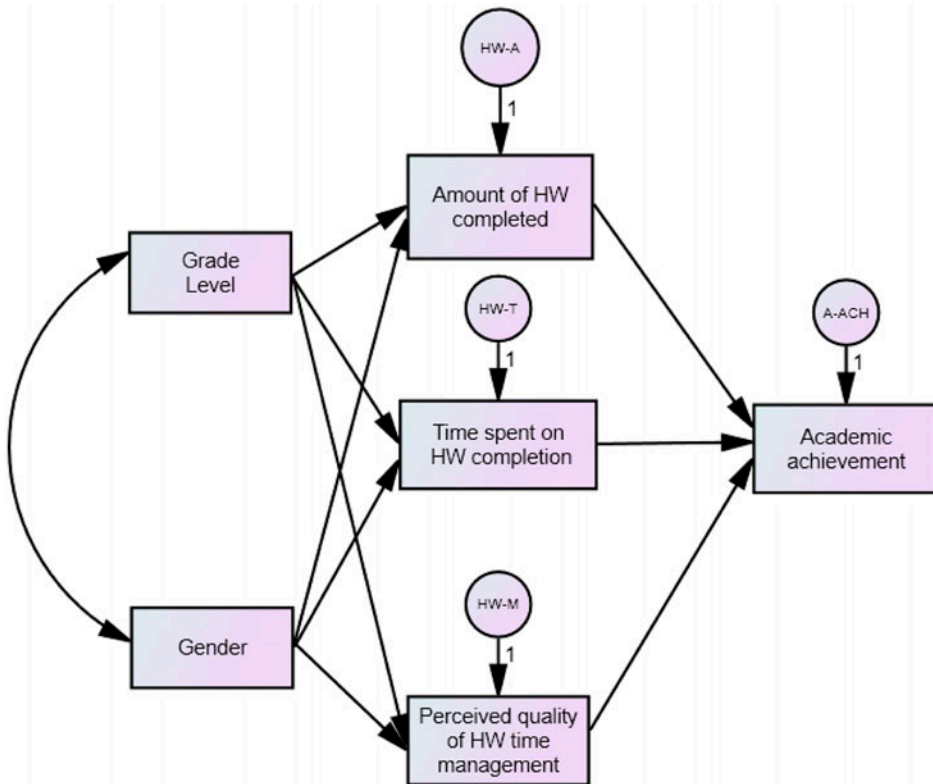 HW-A
1
Amount of HW
completed
Grade
Level
HW-T
1
A-ACH
1
Time spent on
HW completion
Academic
achievement
HW-M
1
Gender
Perceived quality
of HW time
management